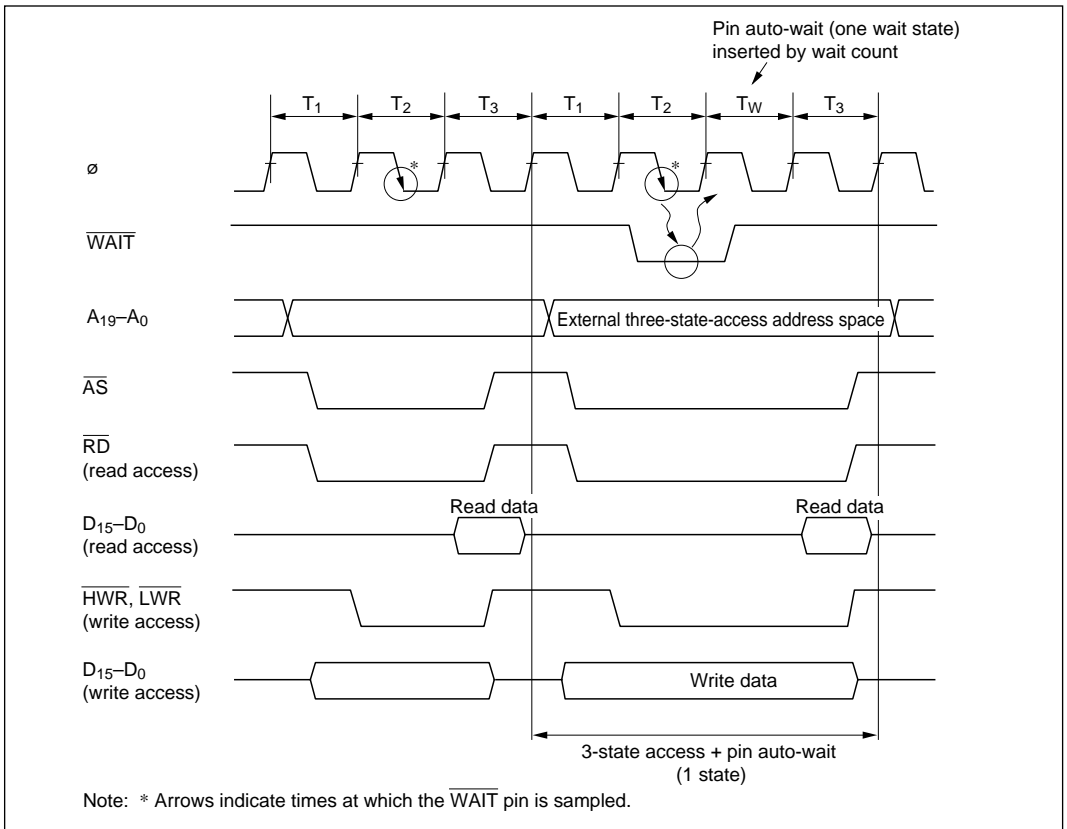 Pin auto-wait (one wait state)
inserted by wait count
T1 T2 T3 T1 T2 TW T3
ø
*
*
WAIT
A19–A0
External three-state-access address space
AS
RD
(read access)
Read data
Read data
D15–D0
(read access)
HWR, LWR
(write access)
D15–D0
(write access)
Write data
3-state access + pin auto-wait
(1 state)
Note: * Arrows indicate times at which the WAIT pin is sampled.